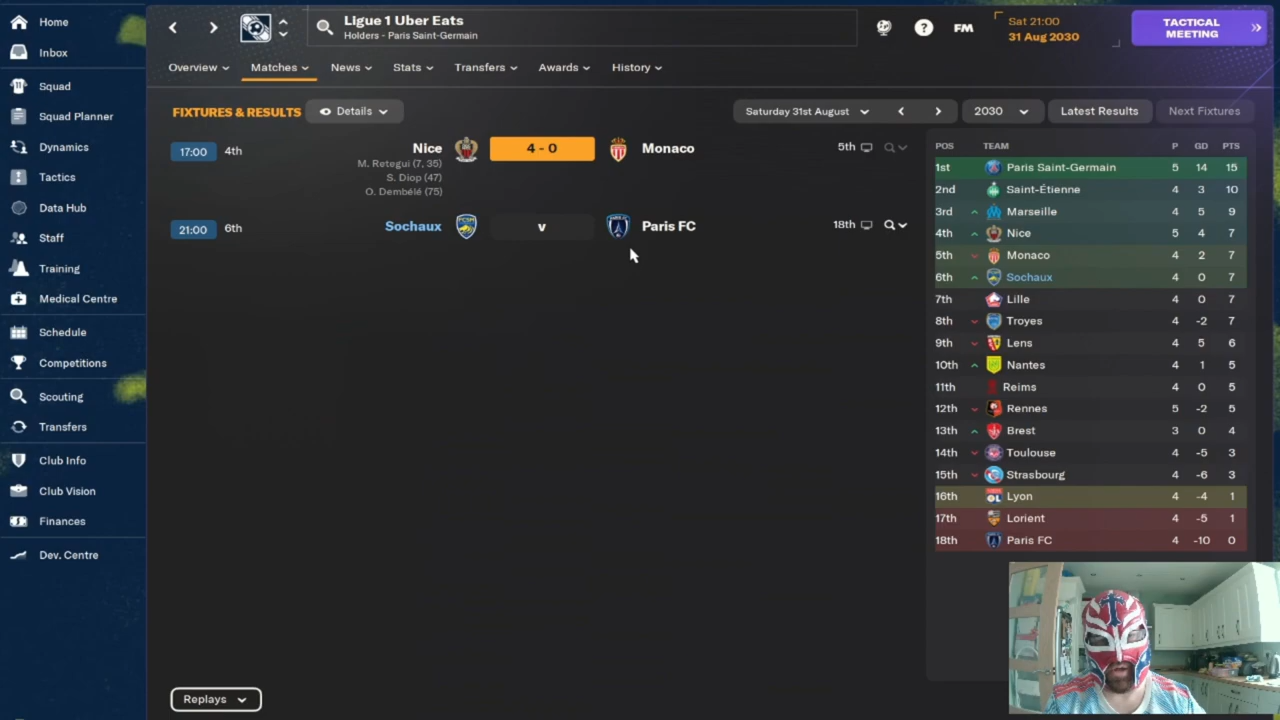 Home
Inbox
Squad
Squad Planner
Dynamics
Tactics
Data Hub
Staff
Training
Medical Centre
Schedule
Competitions
Scouting
Transfers
Club Info
Club Vision
Finances
Dev. Centre
Ligue 1 Uber Eats
Holders - Paris Saint-Germain
?
FM
Sat 21:00
31 Aug 2030
TACTICAL
MEETING
Overview Matches News Stats Transfers Awards History
FIXTURES & RESULTS Details Saturday 31st August 2030 Latest Results Next Fixtures
17:00 4th Nice 4 - 0 Monaco 5th
M. Retegui (7, 35)
S. Diop (47)
O. Dembélé (75)
21:00 6th Sochaux v Paris FC 18th
POS TEAM P GD PTS
1st Paris Saint-Germain 5 14 15
2nd Saint-Étienne 4 3 10
3rd Marseille 4 5 9
4th Nice 5 4 7
5th Monaco 4 2 7
6th Sochaux 4 0 7
7th Lille 4 0 7
8th Troyes 4 -2 7
9th Lens 4 5 6
10th Nantes 4 1 5
11th Reims 4 0 5
12th Rennes 5 -2 5
13th Brest 3 0 4
14th Toulouse 4 -5 3
15th Strasbourg 4 -6 3
16th Lyon 4 -4 1
17th Lorient 4 -5 1
18th Paris FC 4 -10 0
Replays